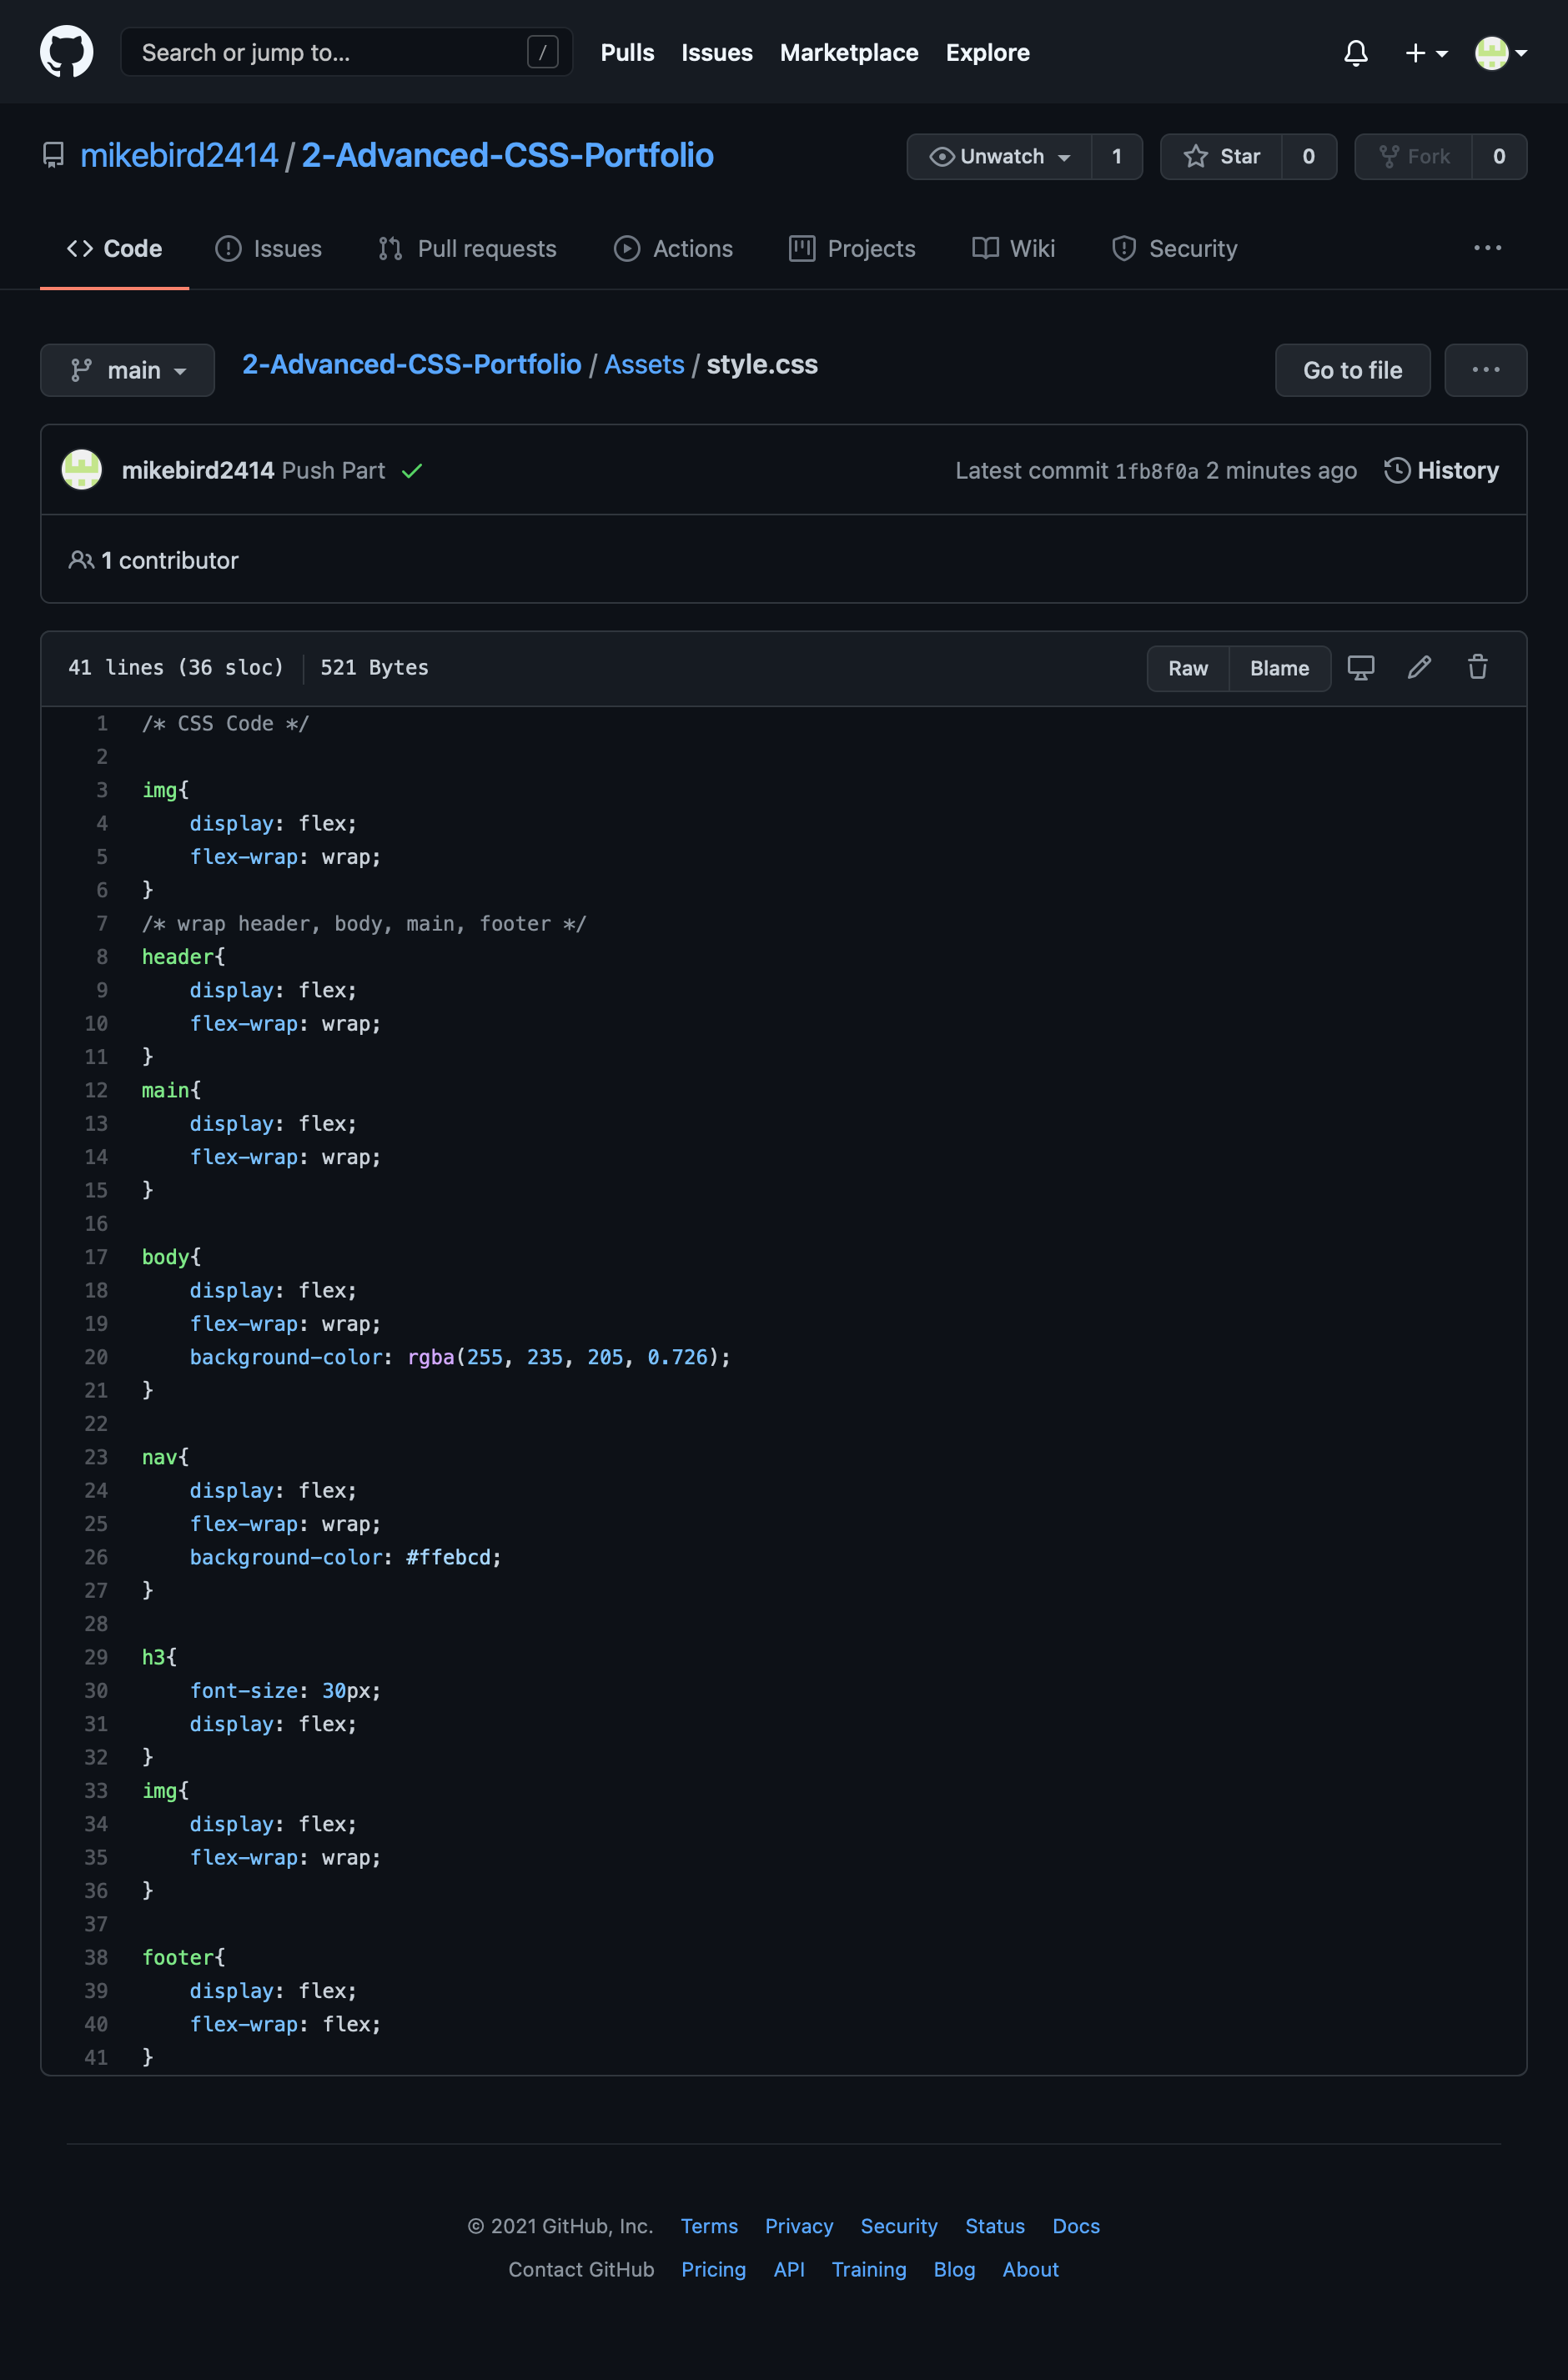 Search or jump to... / Pulls Issues Marketplace Explore
mikebird2414 / 2-Advanced-CSS-Portfolio Unwatch 1 Star 0 Fork 0
Code Issues Pull requests Actions Projects Wiki Security ...
main 2-Advanced-CSS-Portfolio / Assets / style.css Go to file ...
mikebird2414 Push Part Latest commit 1fb8f0a 2 minutes ago History
1 contributor
41 lines (36 sloc) 521 Bytes Raw Blame
1 /* CSS Code */
2
3 img{
4     display: flex;
5     flex-wrap: wrap;
6 }
7 /* wrap header, body, main, footer */
8 header{
9     display: flex;
10     flex-wrap: wrap;
11 }
12 main{
13     display: flex;
14     flex-wrap: wrap;
15 }
16
17 body{
18     display: flex;
19     flex-wrap: wrap;
20     background-color: rgba(255, 235, 205, 0.726);
21 }
22
23 nav{
24     display: flex;
25     flex-wrap: wrap;
26     background-color: #ffebcd;
27 }
28
29 h3{
30     font-size: 30px;
31     display: flex;
32 }
33 img{
34     display: flex;
35     flex-wrap: wrap;
36 }
37
38 footer{
39     display: flex;
40     flex-wrap: flex;
41 }
© 2021 GitHub, Inc. Terms Privacy Security Status Docs
Contact GitHub Pricing API Training Blog About